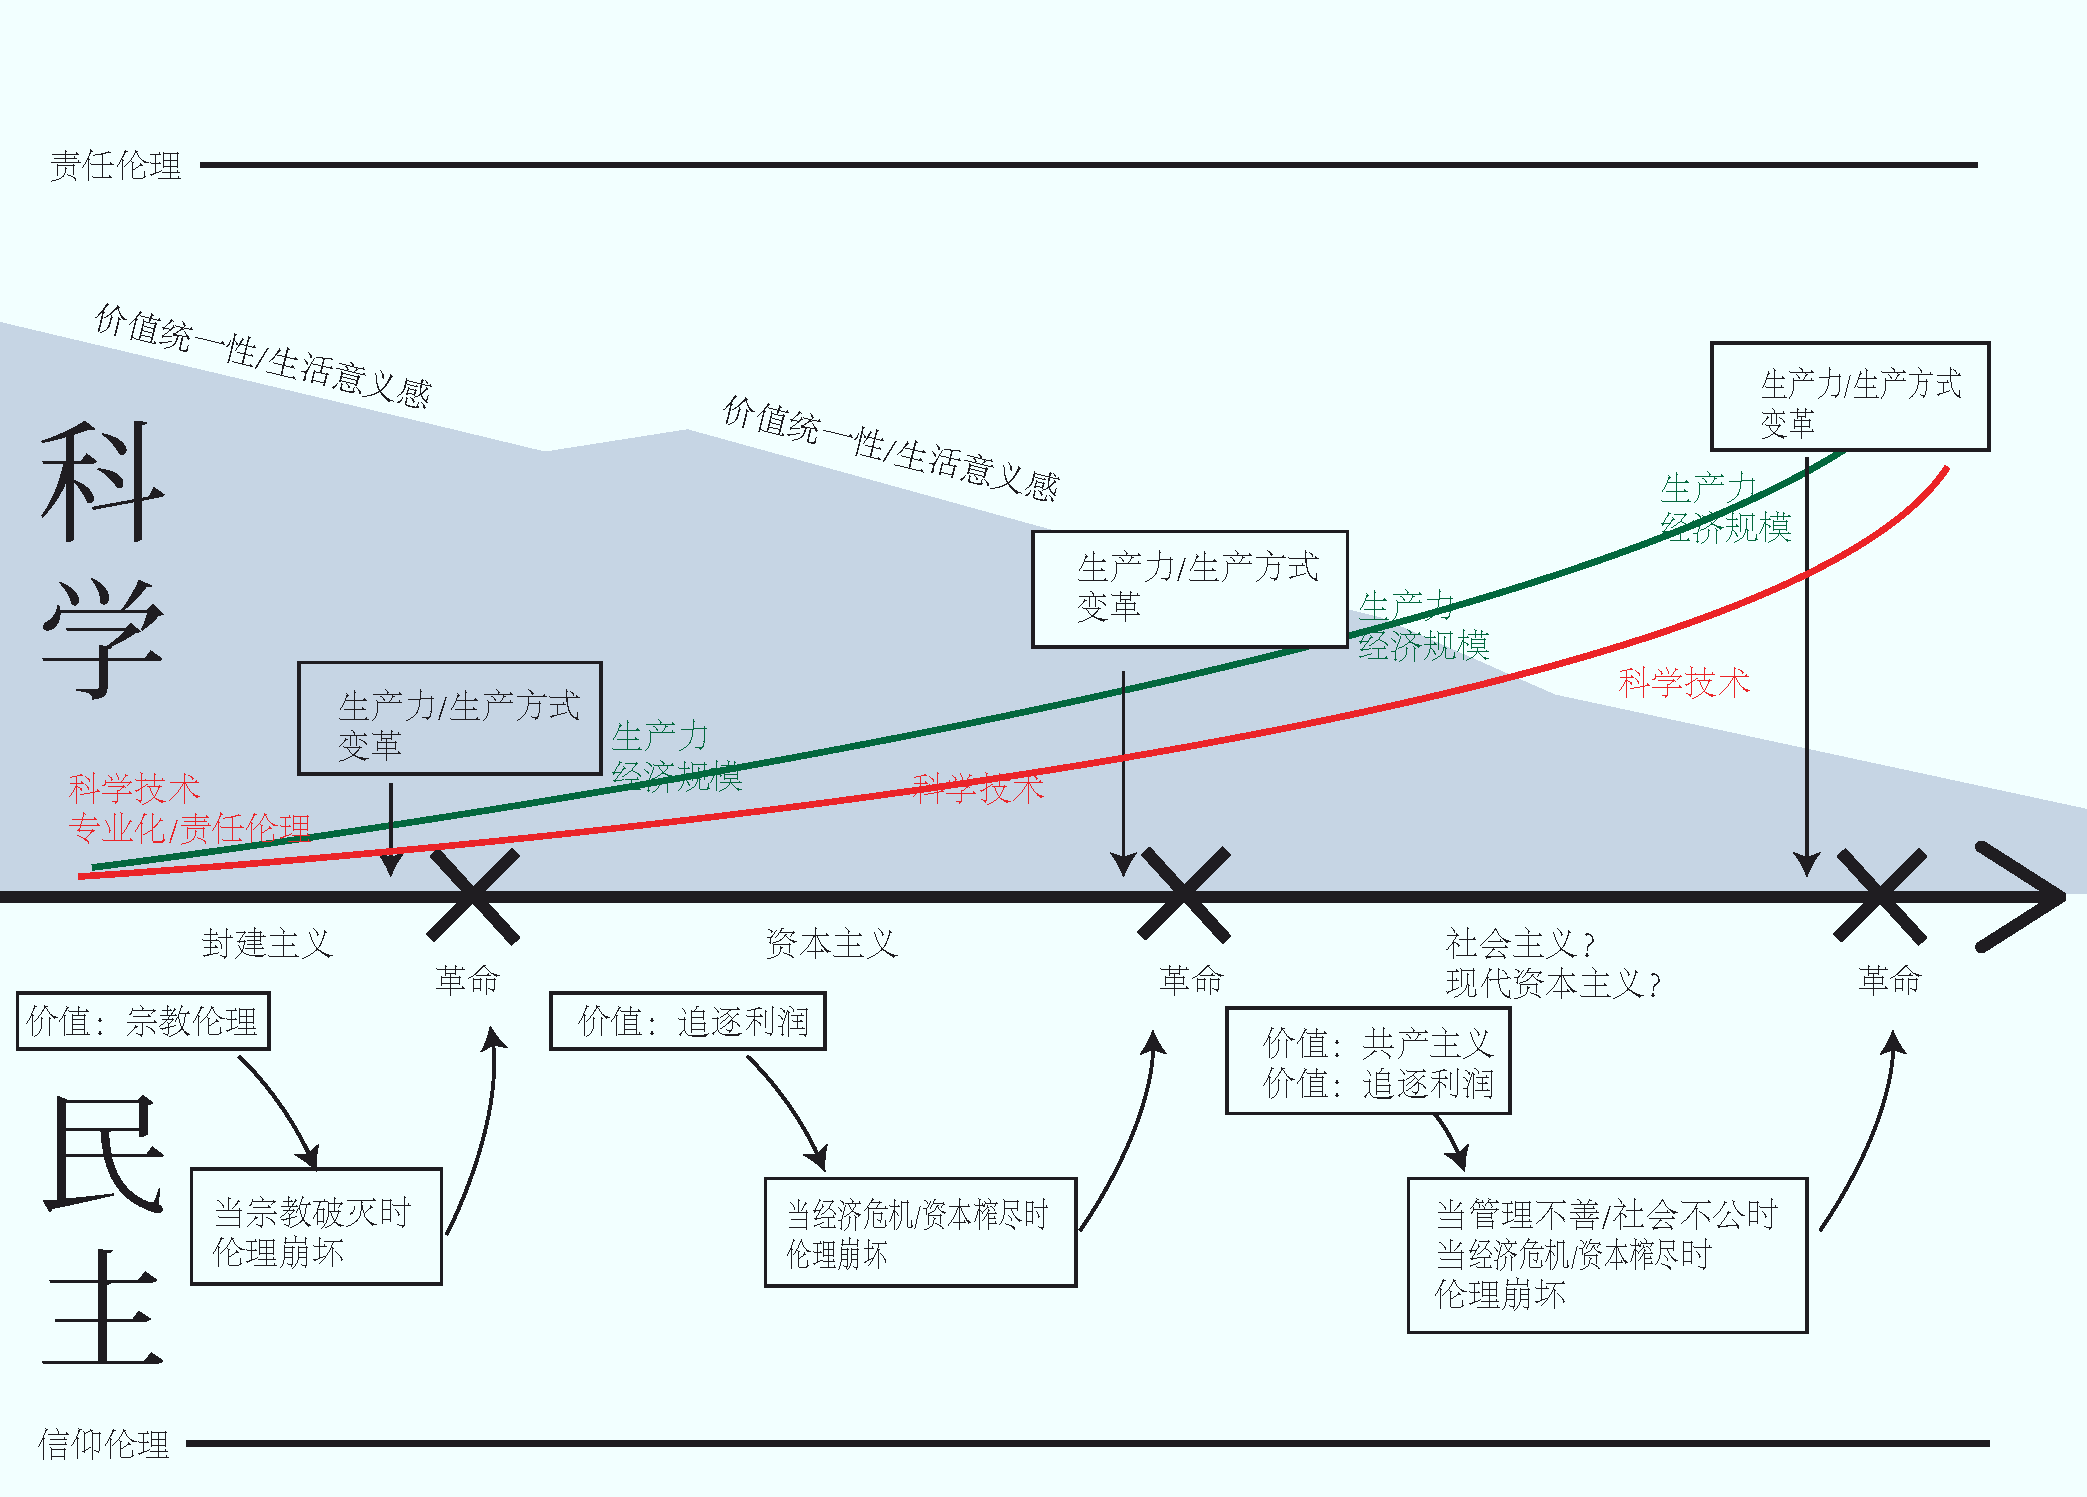 责任伦理
价值统一性/生活意义感
价值统一性/生活意义感
生产力/生产方式
变革
科学
生产力
经济规模
生产力/生产方式
变革
生产力
经济规模
科学技术
生产力/生产方式
变革
生产力
经济规模
科学技术
专业化/责任伦理
科学技术
封建主义
革命
资本主义
革命
社会主义?
现代资本主义?
革命
价值：宗教伦理
价值：追逐利润
价值：共产主义
价值：追逐利润
民主
当宗教破灭时
伦理崩坏
当经济危机/资本榨尽时
伦理崩坏
当管理不善/社会不公时
当经济危机/资本榨尽时
伦理崩坏
信仰伦理